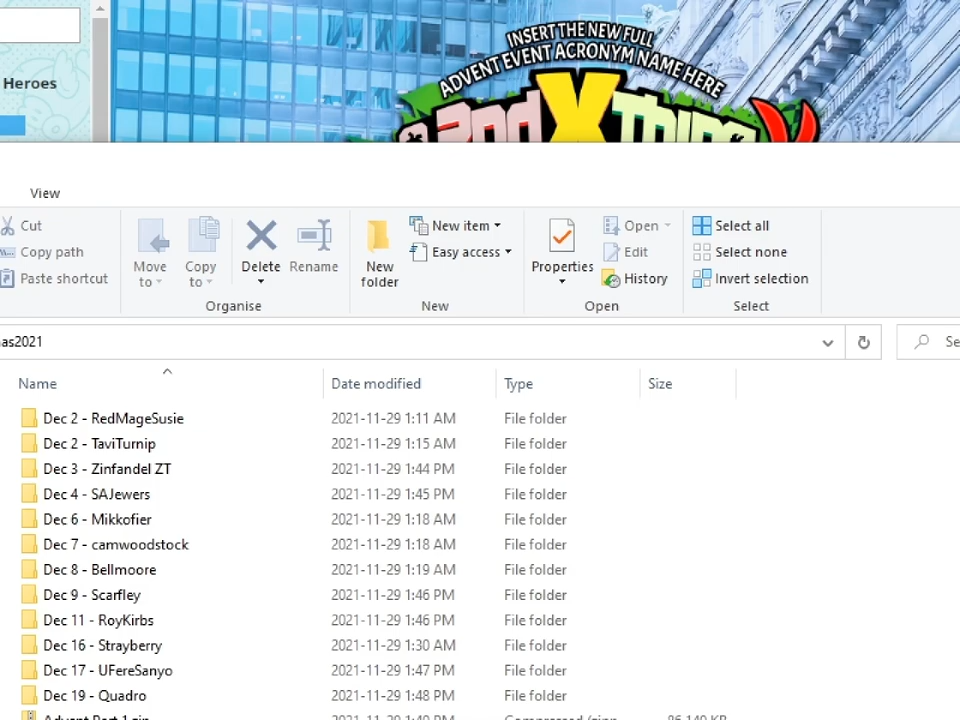 INSERT THE NEW FULL
ADVENT EVENT ACRONYM NAME HERE
Heroes
View
Cut
Copy path
Paste shortcut
Move to
Copy to
Delete
Rename
Organise
New folder
New item
Easy access
New
Properties
Open
Edit
History
Open
Select all
Select none
Invert selection
Select
as2021
Se
Name Date modified Type Size
Dec 2 - RedMageSusie 2021-11-29 1:11 AM File folder
Dec 2 - TaviTurnip 2021-11-29 1:15 AM File folder
Dec 3 - Zinfandel ZT 2021-11-29 1:44 PM File folder
Dec 4 - SAJewers 2021-11-29 1:45 PM File folder
Dec 6 - Mikkofier 2021-11-29 1:18 AM File folder
Dec 7 - camwoodstock 2021-11-29 1:18 AM File folder
Dec 8 - Bellmoore 2021-11-29 1:19 AM File folder
Dec 9 - Scarfley 2021-11-29 1:46 PM File folder
Dec 11 - RoyKirbs 2021-11-29 1:46 PM File folder
Dec 16 - Strayberry 2021-11-29 1:30 AM File folder
Dec 17 - UFereSanyo 2021-11-29 1:47 PM File folder
Dec 19 - Quadro 2021-11-29 1:48 PM File folder